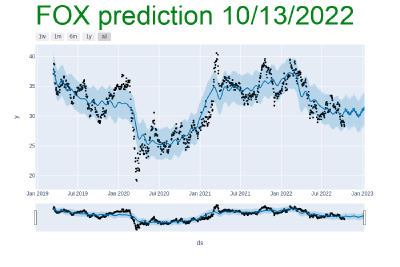 FOX prediction 10/13/2022
1w 1m 6m 1y all
40
35
30
25
20
y
Jan 2019 Jul 2019 Jan 2020 Jul 2020 Jan 2021 Jul 2021 Jan 2022 Jul 2022 Jan 2023
ds